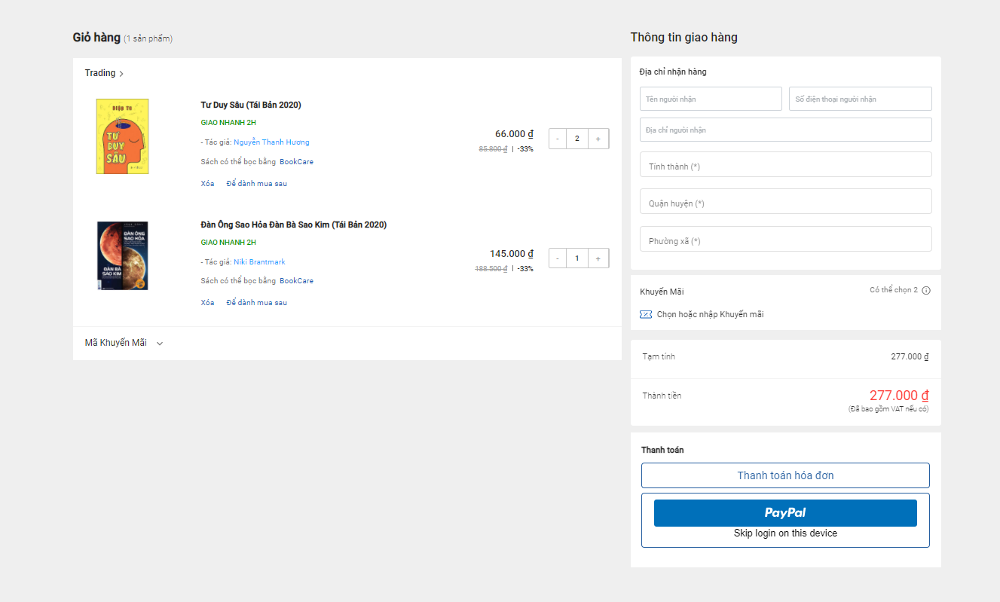 Giỏ hàng (1 sản phẩm)
Trading >
DIỆP TU
TƯ
DUY
SÂU
Tư Duy Sâu (Tái Bản 2020)
GIAO NHANH 2H
- Tác giả: Nguyễn Thanh Hương
Sách có thể bọc bằng BookCare
Xóa Để dành mua sau
66.000 ₫
85.800 ₫ | -33%
- 2 +
ĐÀN ÔNG
SAO HỎA
ĐÀN BÀ
SAO KIM
Đàn Ông Sao Hỏa Đàn Bà Sao Kim (Tái Bản 2020)
GIAO NHANH 2H
- Tác giả: Niki Brantmark
Sách có thể bọc bằng BookCare
Xóa Để dành mua sau
145.000 ₫
188.500 ₫ | -33%
- 1 +
Mã Khuyến Mãi
Thông tin giao hàng
Địa chỉ nhận hàng
Tên người nhận Số điện thoại người nhận
Địa chỉ người nhận
Tỉnh thành (*)
Quận huyện (*)
Phường xã (*)
Khuyến Mãi Có thể chọn 2
Chọn hoặc nhập Khuyến mãi
Tạm tính 277.000 ₫
Thành tiền 277.000 ₫
(Đã bao gồm VAT nếu có)
Thanh toán
Thanh toán hóa đơn
PayPal
Skip login on this device